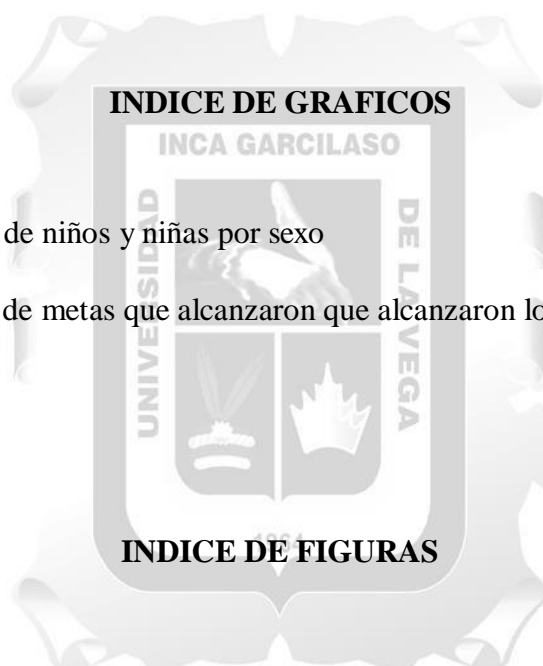 INDICE DE GRAFICOS
INCA GARCILASO
UNIVERSIDAD
DE LA VEGA
de niños y niñas por sexo
de metas que alcanzaron que alcanzaron lo
1964
INDICE DE FIGURAS